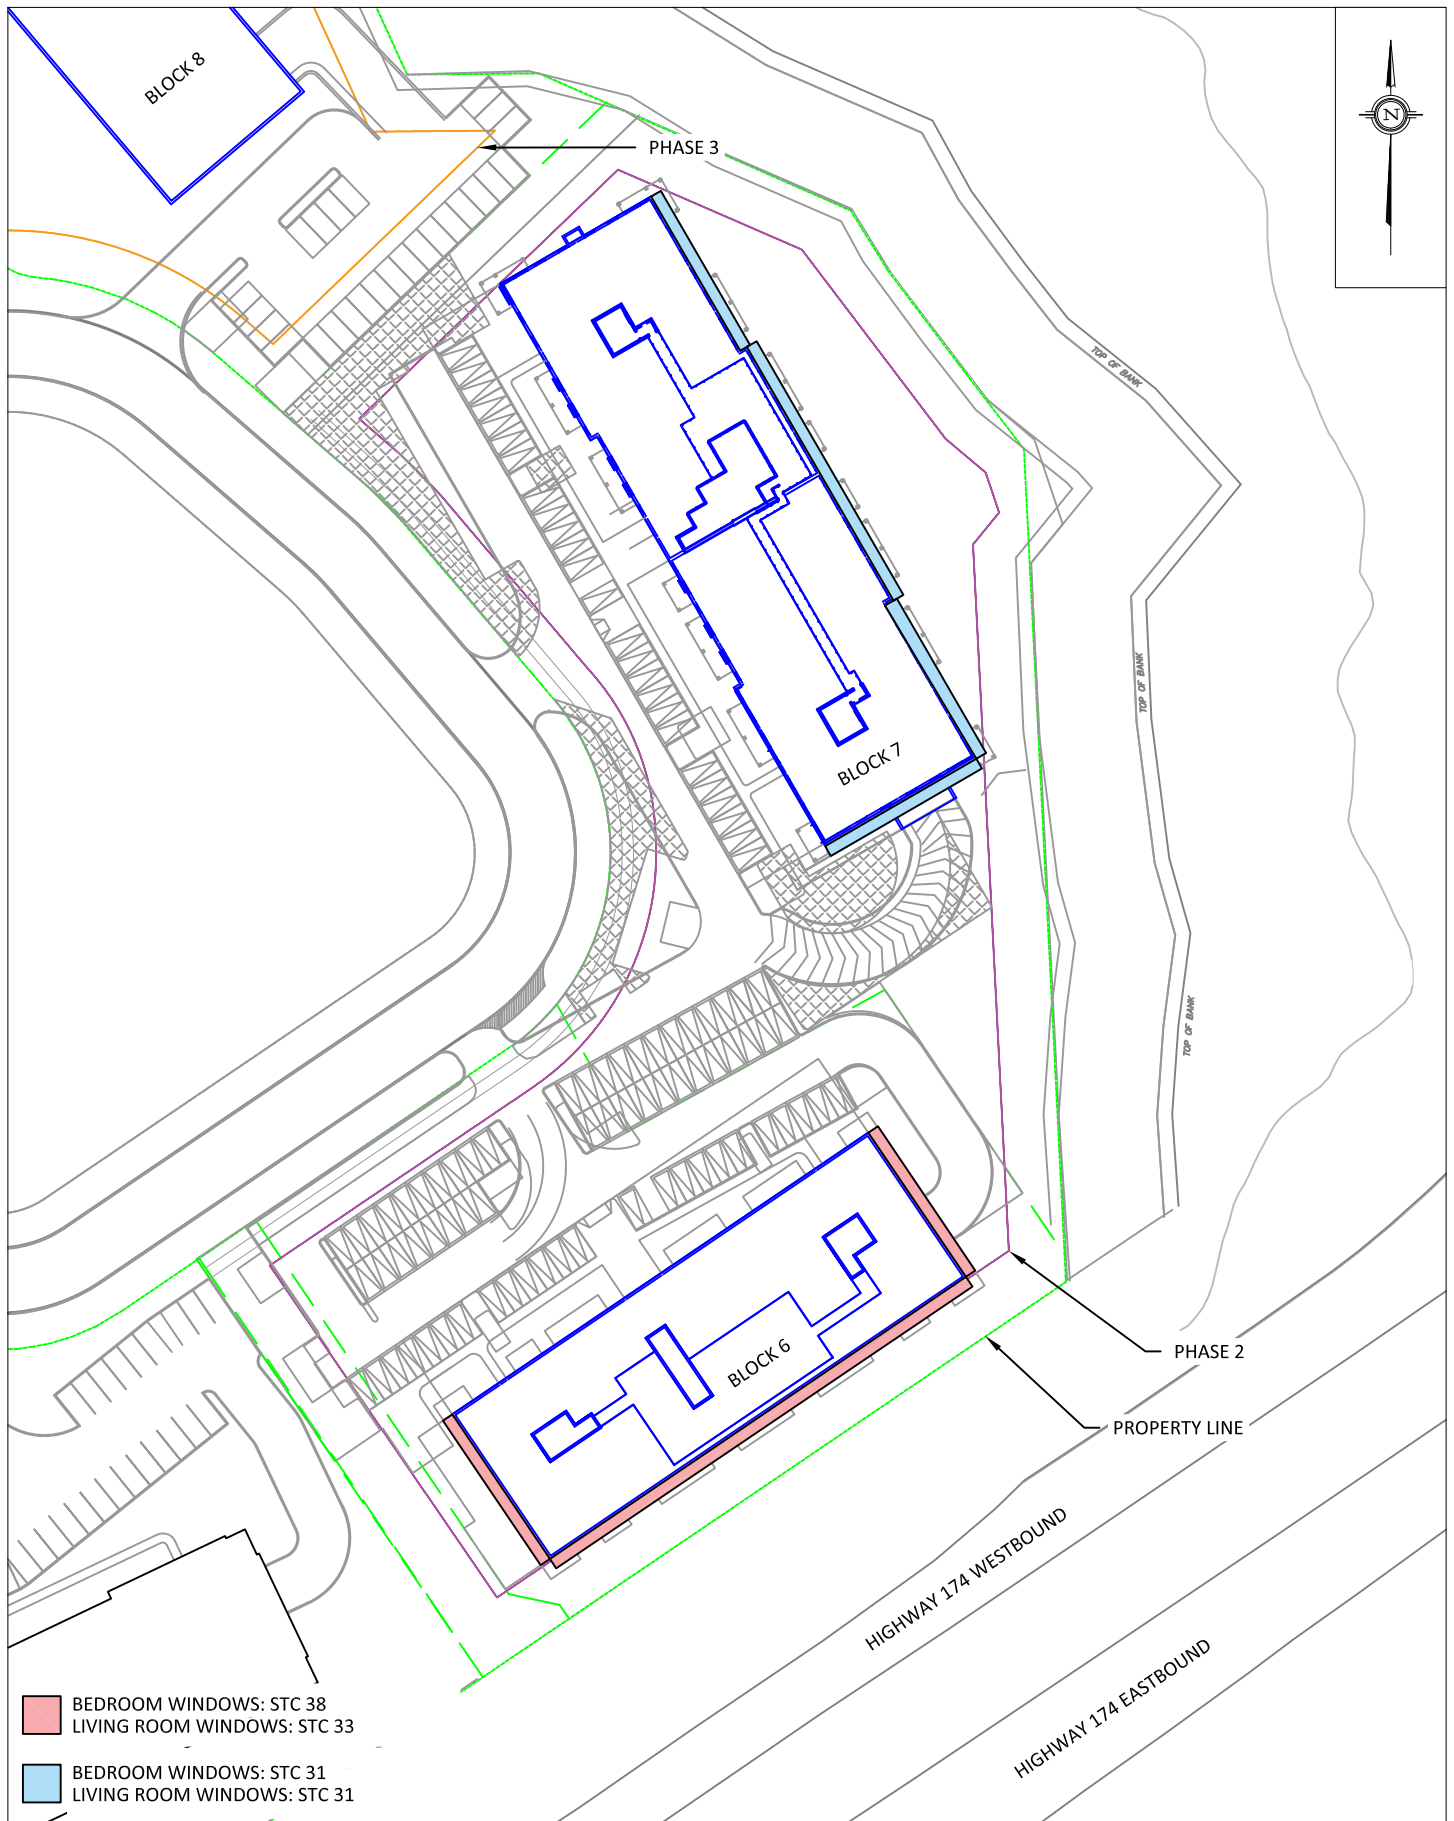 BLOCK 8
N
PHASE 3
TOP OF BANK
TOP OF BANK
BLOCK 7
TOP OF BANK
BLOCK 6
PHASE 2
PROPERTY LINE
HIGHWAY 174 WESTBOUND
HIGHWAY 174 EASTBOUND
BEDROOM WINDOWS: STC 38
LIVING ROOM WINDOWS: STC 33
BEDROOM WINDOWS: STC 31
LIVING ROOM WINDOWS: STC 31